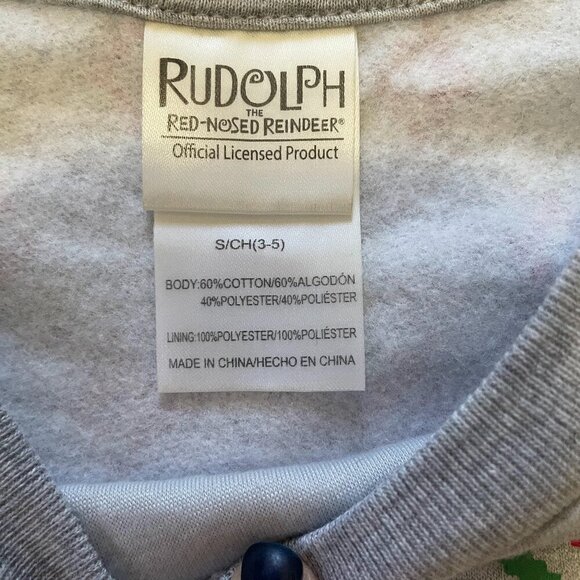 RUDOLPH
THE
RED-NOSED REINDEER®
Official Licensed Product
S/CH(3-5)
BODY:60%COTTON/60%ALGODÓN
40%POLYESTER/40%POLIÉSTER
LINING:100%POLYESTER/100%POLIÉSTER
MADE IN CHINA/HECHO EN CHINA